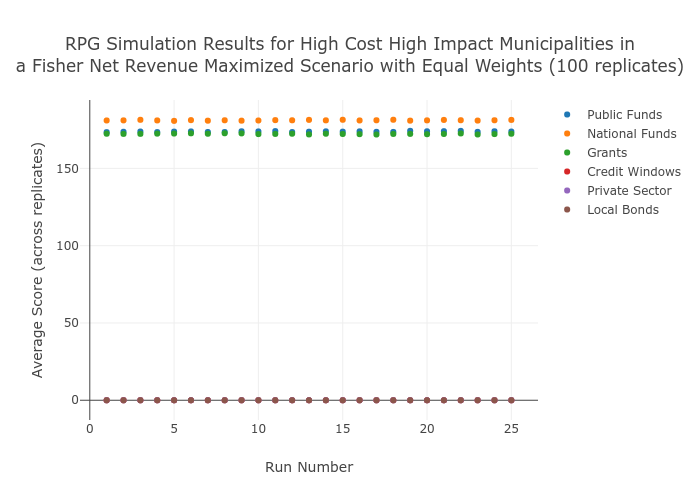 RPG Simulation Results for High Cost High Impact Municipalities in
a Fisher Net Revenue Maximized Scenario with Equal Weights (100 replicates)
Public Funds
National Funds
Grants
Credit Windows
Private Sector
Local Bonds
Average Score (across replicates)
150
100
50
0
0
5
10
15
20
25
Run Number